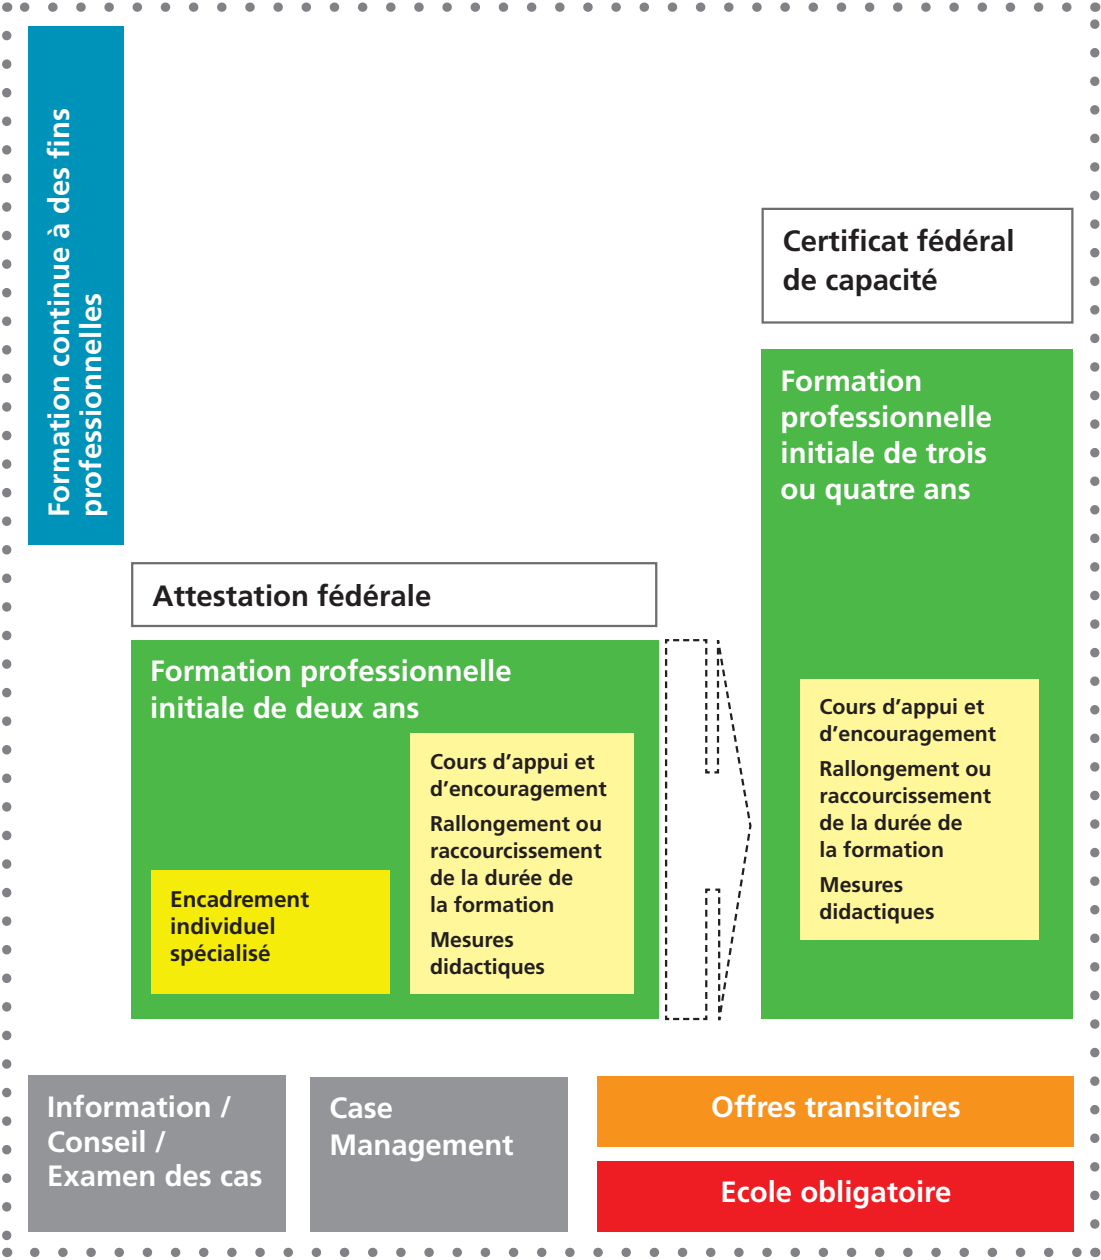 Formation continue à des fins
professionnelles
Certificat fédéral
de capacité
Formation
professionnelle
initiale de trois
ou quatre ans
Cours d’appui et
d’encouragement
Rallongement ou
raccourcissement
de la durée de
la formation
Mesures
didactiques
Attestation fédérale
Formation professionnelle
initiale de deux ans
Encadrement
individuel
spécialisé
Cours d’appui et
d’encouragement
Rallongement ou
raccourcissement
de la durée de
la formation
Mesures
didactiques
Information /
Conseil /
Examen des cas
Case
Management
Offres transitoires
Ecole obligatoire